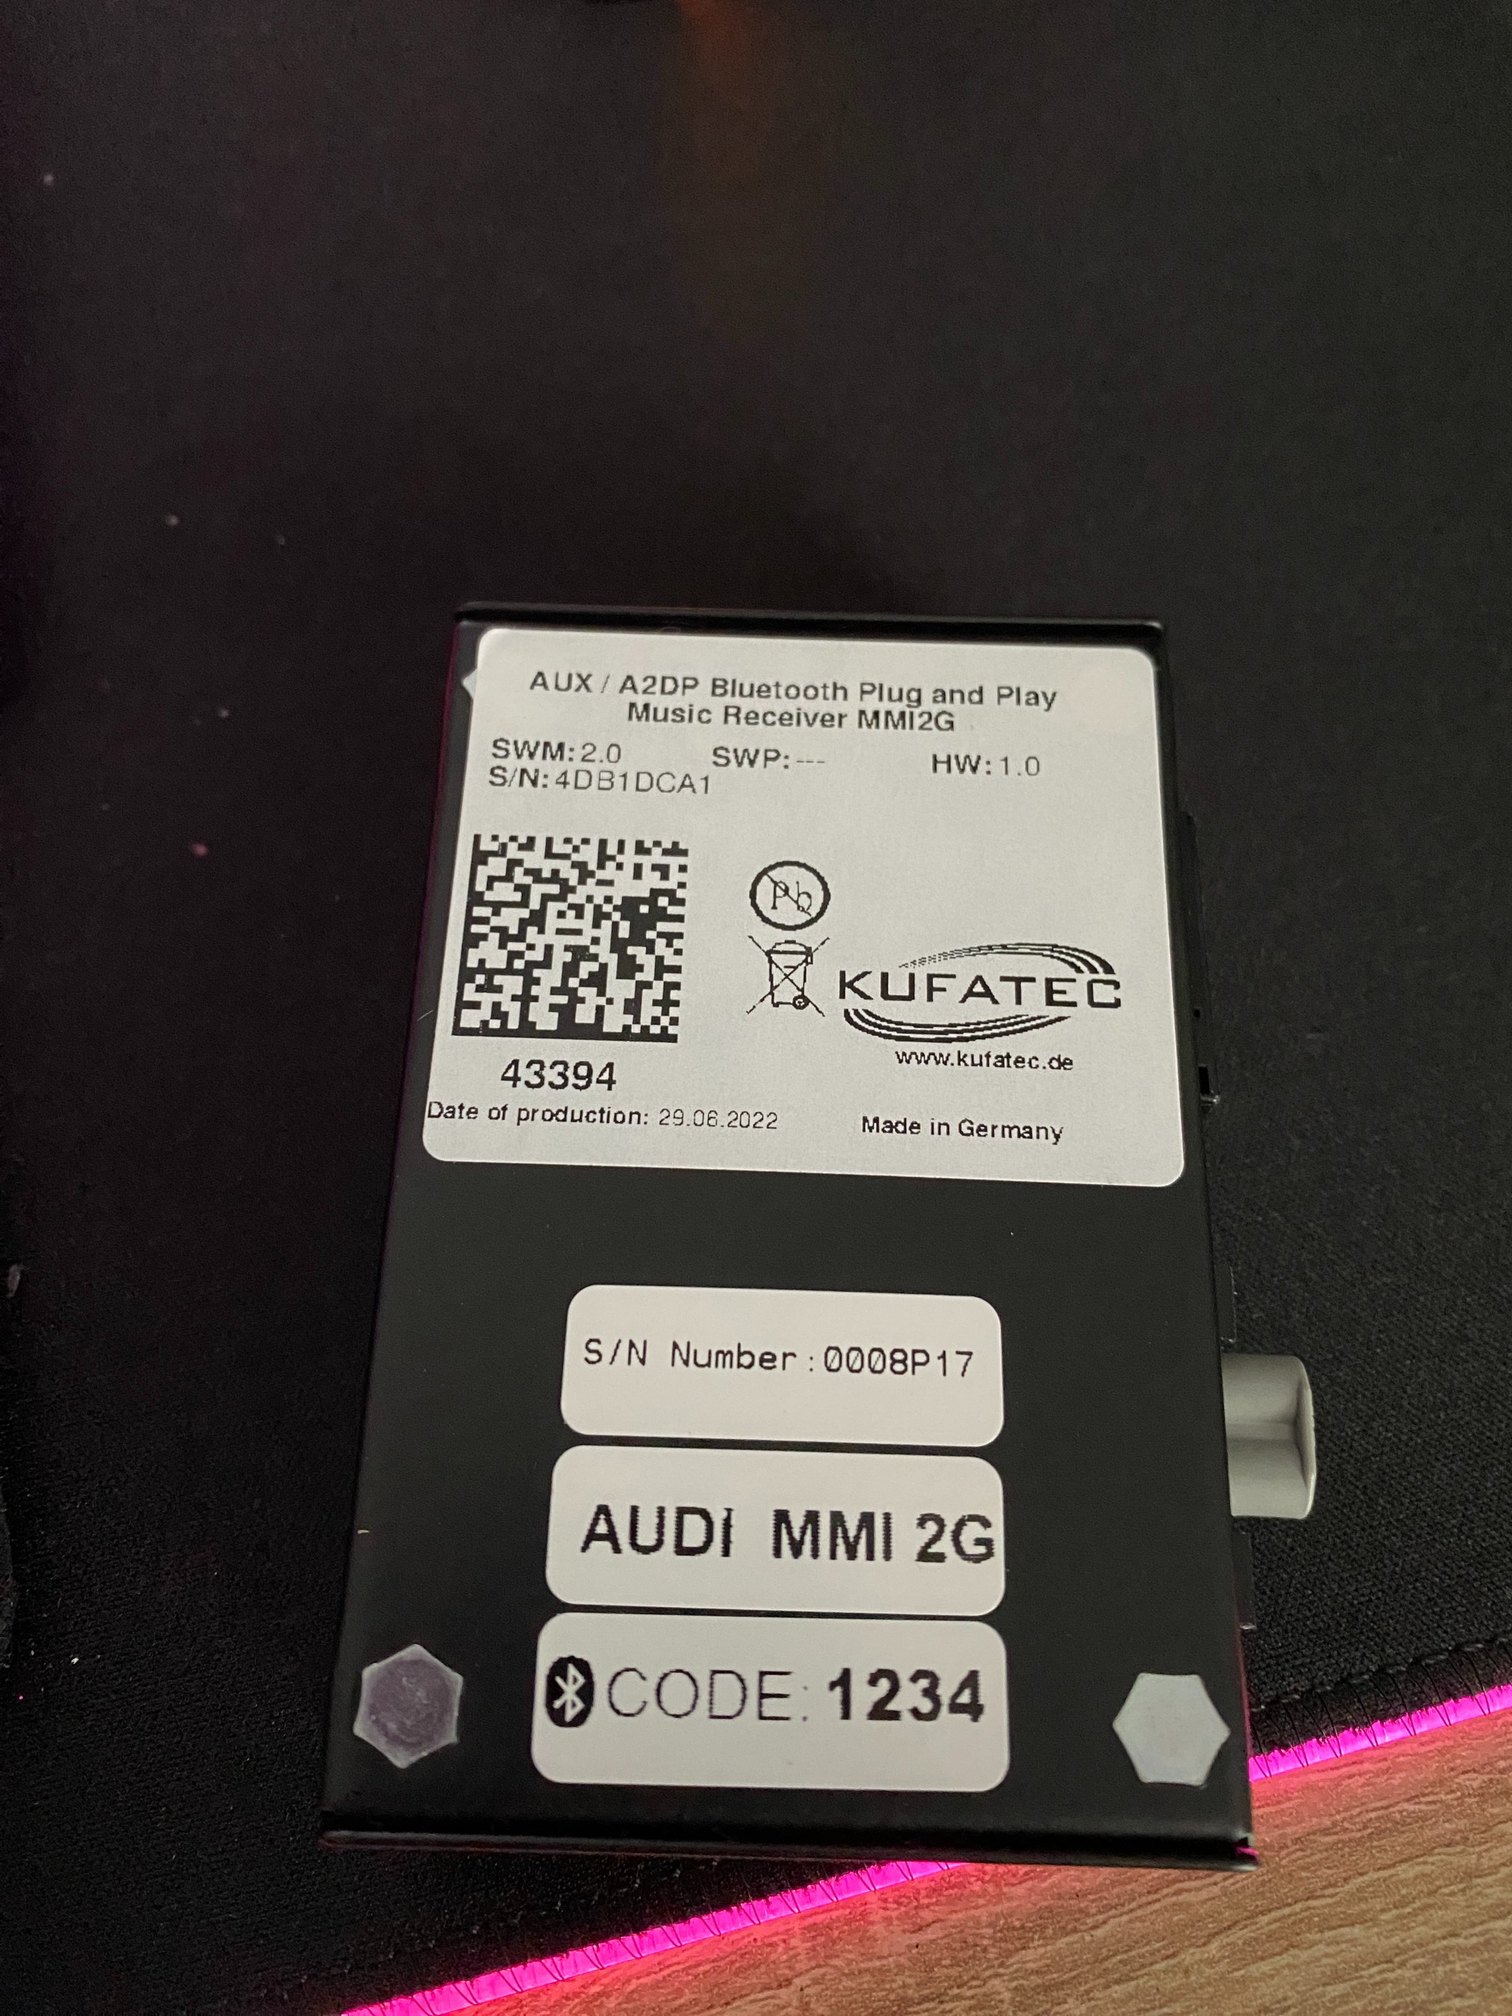 AUX / A2DP Bluetooth Plug and Play
Music Receiver MMI2G
SWM: 2.0 SWP: --- HW: 1.0
S/N: 4DB1DCA1
Pb
KUFATEC
www.kufatec.de
43394
Date of production: 29.06.2022 Made in Germany
S/N Number:0008P17
AUDI MMI 2G
CODE: 1234